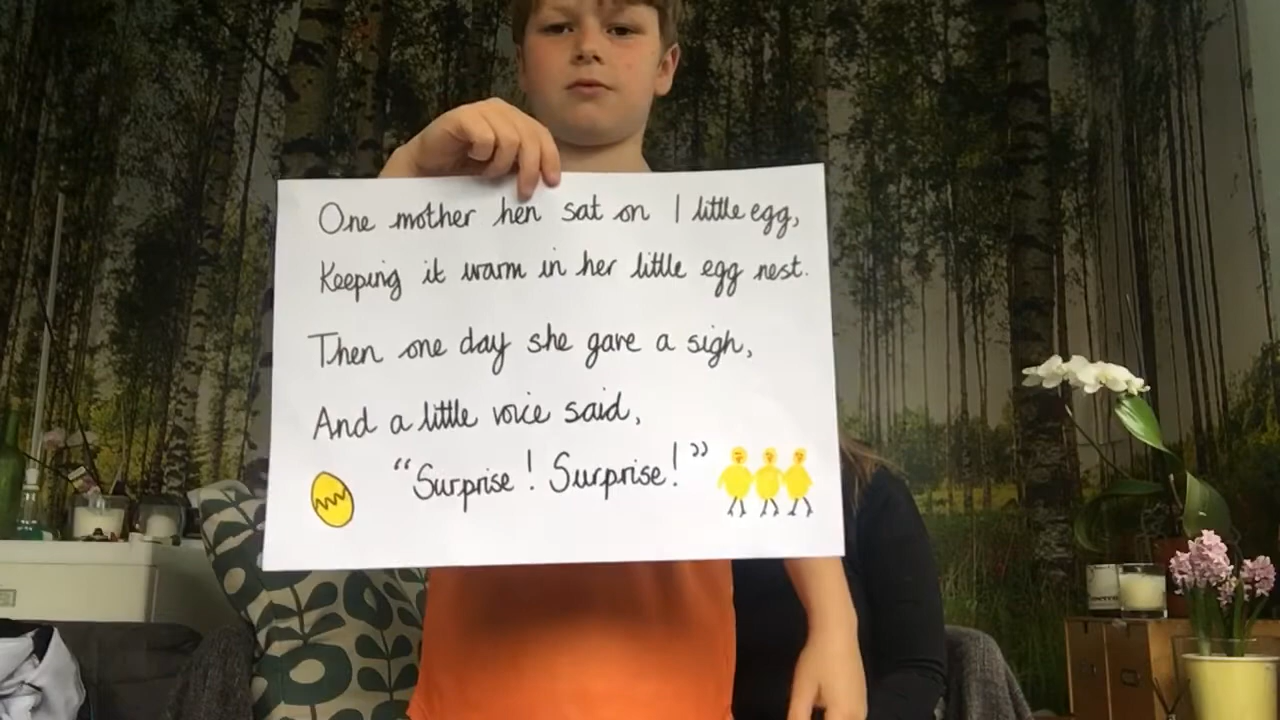 One mother hen sat on 1 little egg,
Keeping it warm in her little egg nest.
Then one day she gave a sigh,
And a little voice said,
“Surprise! Surprise!”